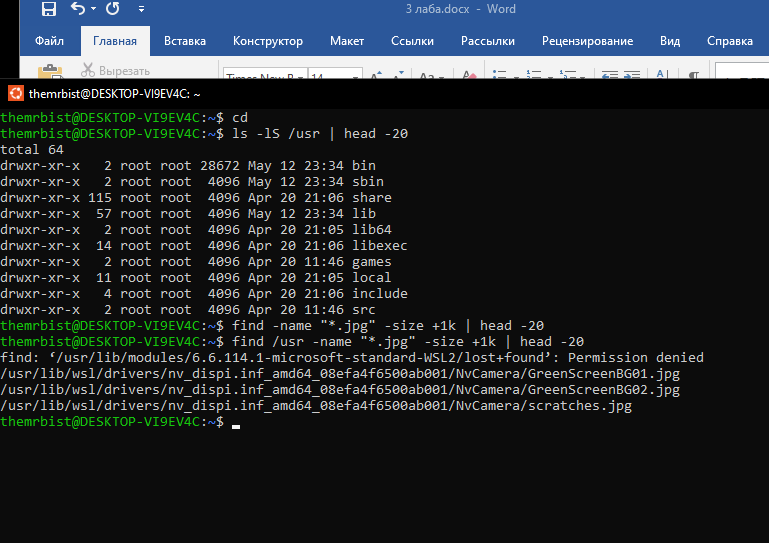 3 лаба.docx - Word
Файл Главная Вставка Конструктор Макет Ссылки Рассылки Рецензирование Вид Справка
Вырезать
themrbist@DESKTOP-VI9EV4C: ~
themrbist@DESKTOP-VI9EV4C:~$ cd
themrbist@DESKTOP-VI9EV4C:~$ ls -lS /usr | head -20
total 64
drwxr-xr-x   2 root root 28672 May 12 23:34 bin
drwxr-xr-x   2 root root  4096 May 12 23:34 sbin
drwxr-xr-x 115 root root  4096 Apr 20 21:06 share
drwxr-xr-x  57 root root  4096 May 12 23:34 lib
drwxr-xr-x   2 root root  4096 Apr 20 21:05 lib64
drwxr-xr-x  14 root root  4096 Apr 20 21:06 libexec
drwxr-xr-x   2 root root  4096 Apr 20 11:46 games
drwxr-xr-x  11 root root  4096 Apr 20 21:05 local
drwxr-xr-x   4 root root  4096 Apr 20 21:06 include
drwxr-xr-x   2 root root  4096 Apr 20 11:46 src
themrbist@DESKTOP-VI9EV4C:~$ find -name "*.jpg" -size +1k | head -20
themrbist@DESKTOP-VI9EV4C:~$ find /usr -name "*.jpg" -size +1k | head -20
find: ‘/usr/lib/modules/6.6.114.1-microsoft-standard-WSL2/lost+found’: Permission denied
/usr/lib/wsl/drivers/nv_dispi.inf_amd64_08efa4f6500ab001/NvCamera/GreenScreenBG01.jpg
/usr/lib/wsl/drivers/nv_dispi.inf_amd64_08efa4f6500ab001/NvCamera/GreenScreenBG02.jpg
/usr/lib/wsl/drivers/nv_dispi.inf_amd64_08efa4f6500ab001/NvCamera/scratches.jpg
themrbist@DESKTOP-VI9EV4C:~$